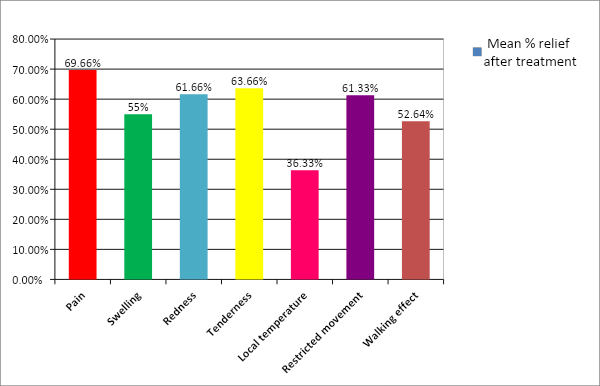 80.00%
70.00%
60.00%
50.00%
40.00%
30.00%
20.00%
10.00%
0.00%
69.66%
55%
61.66%
63.66%
36.33%
61.33%
52.64%
Pain
Swelling
Redness
Tenderness
Local temperature
Restricted movement
Walking effect
Mean % relief
after treatment